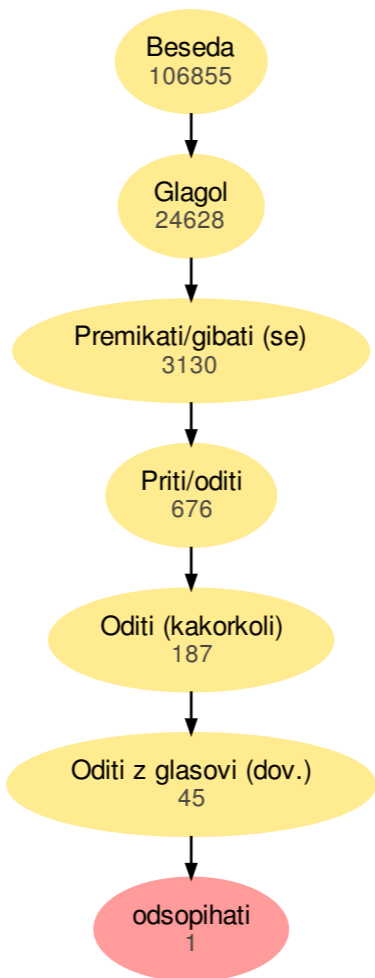 Beseda
106855
Glagol
24628
Premikati/gibati (se)
3130
Priti/oditi
676
Oditi (kakorkoli)
187
Oditi z glasovi (dov.)
45
odsopihati
1